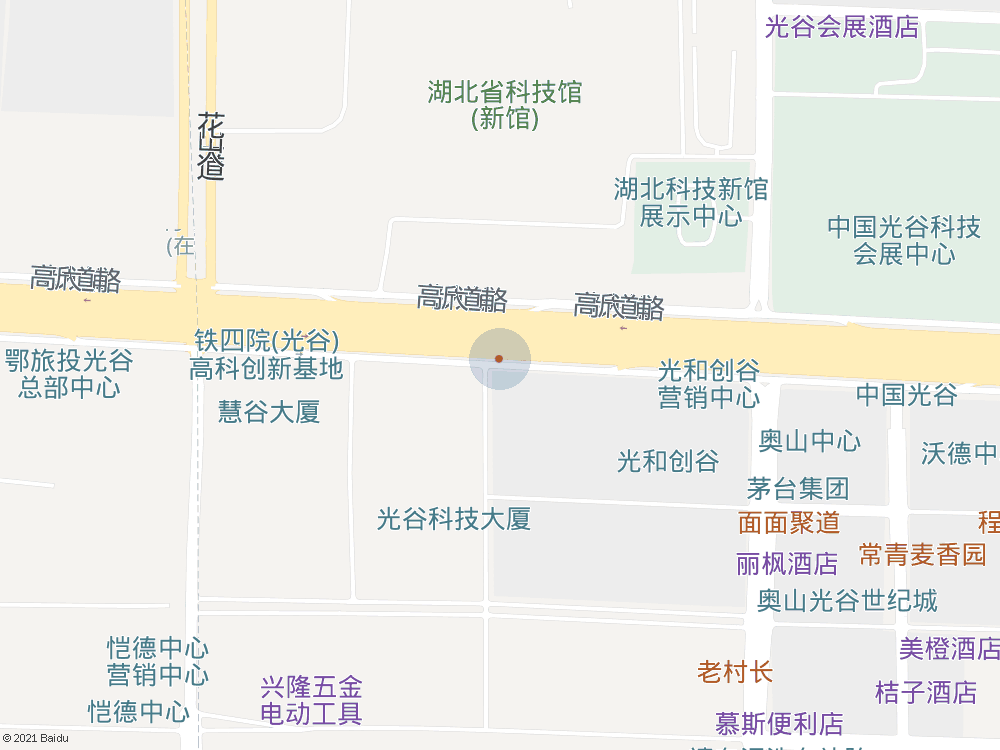 光谷会展酒店
湖北省科技馆
(新馆)
花山道
湖北科技新馆
展示中心
中国光谷科技
会展中心
(在
高新大道辅路
高新大道辅路
高新大道辅路
铁四院(光谷)
高科创新基地
鄂旅投光谷
总部中心
光和创谷
营销中心
中国光谷
慧谷大厦
奥山中心
光和创谷
沃德中
茅台集团
光谷科技大厦
面面聚道
程
常青麦香园
丽枫酒店
奥山光谷世纪城
恺德中心
营销中心
美橙酒店
老村长
兴隆五金
电动工具
桔子酒店
恺德中心
慕斯便利店
© 2021 Baidu